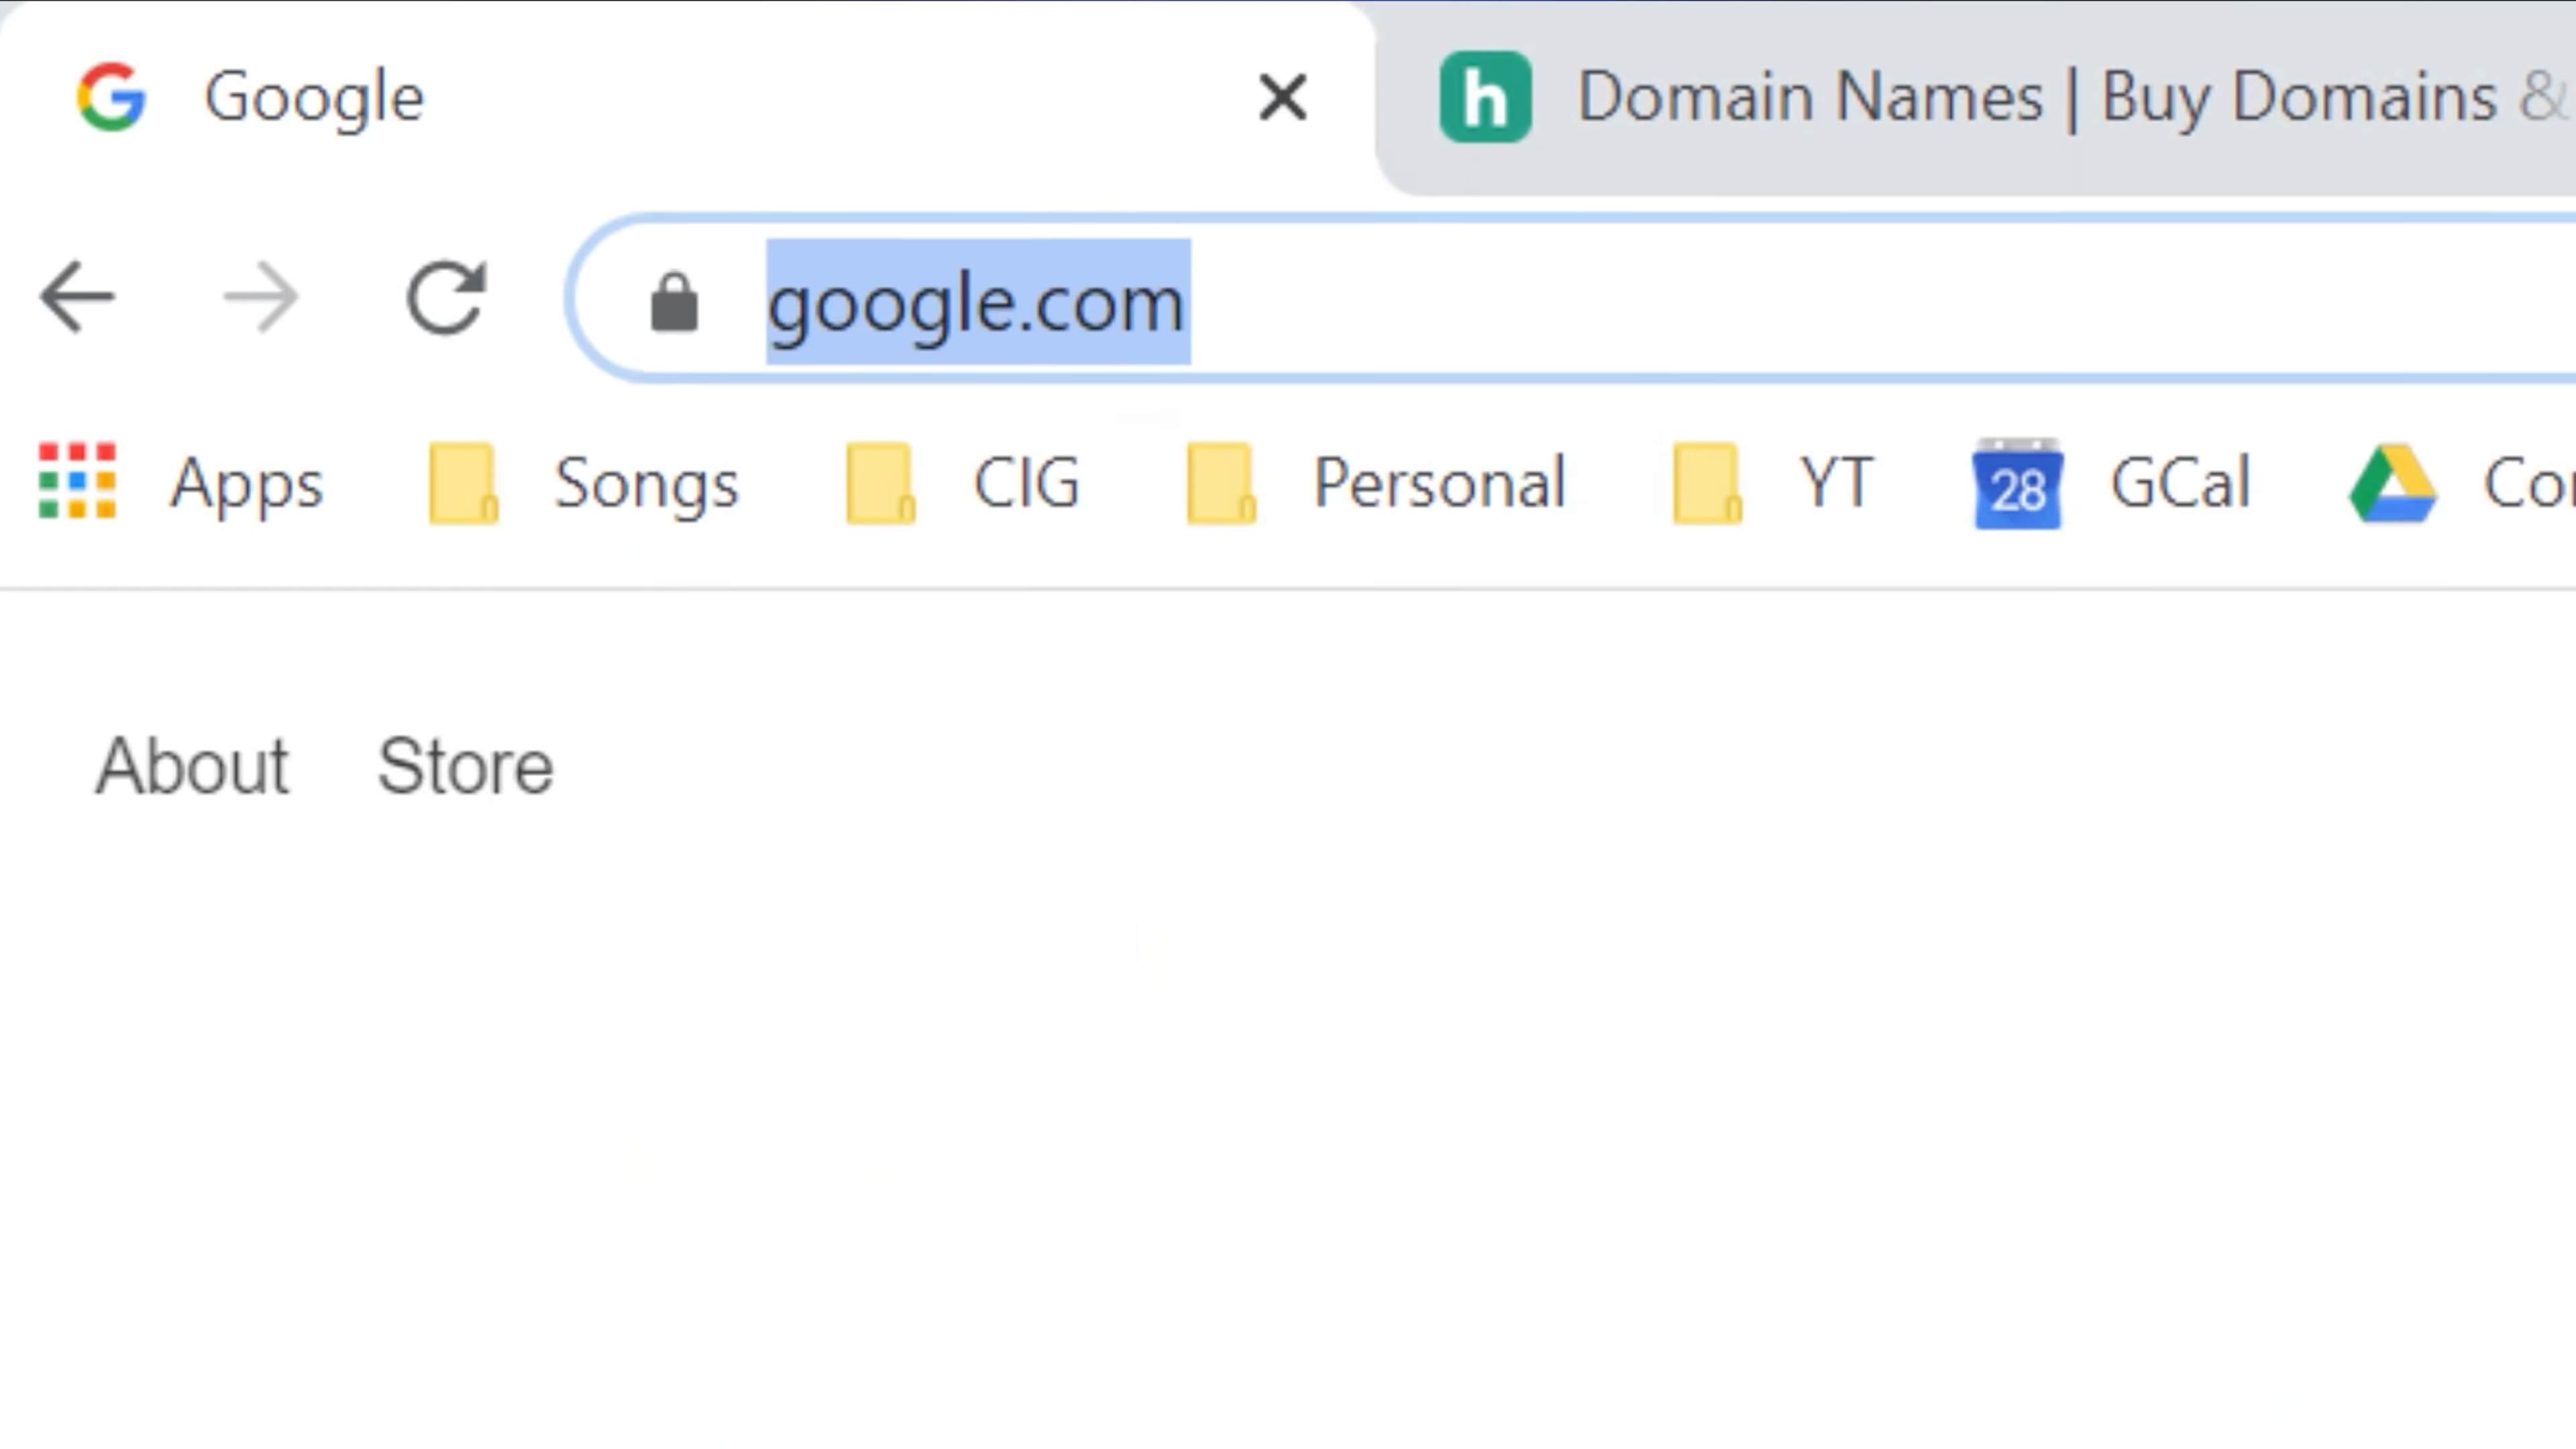 Google
Domain Names | Buy Domains &
google.com
Apps Songs CIG Personal YT 28 GCal
About Store